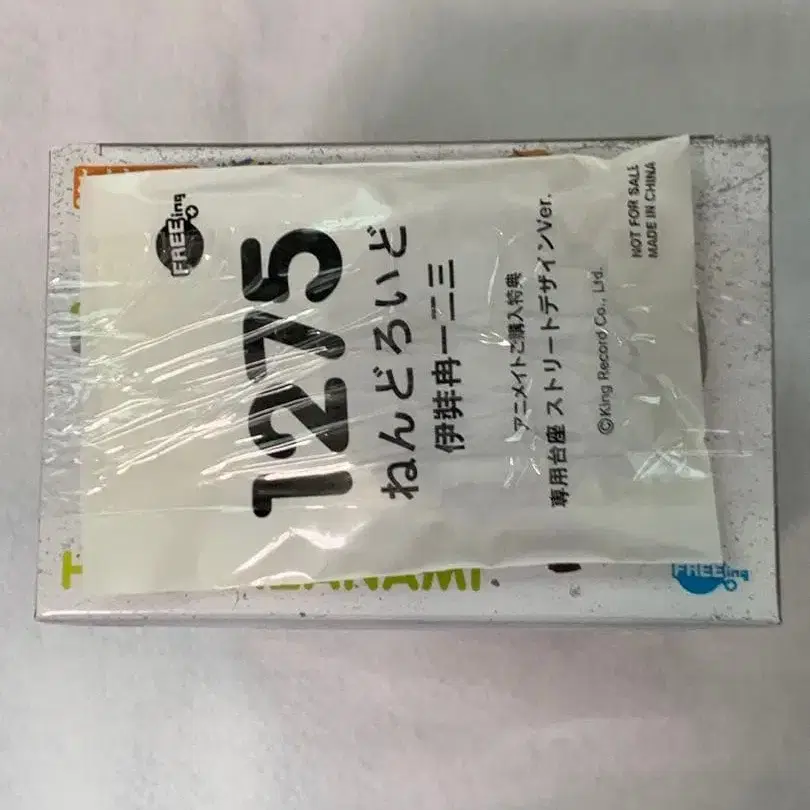 FREEing
1275
ねんどろいど
伊弉冉一二三
アニメイトご購入特典
専用台座 ストリートデザインVer.
©King Record Co., Ltd.
NOT FOR SALE
MADE IN CHINA
IZANAMI
FREEing